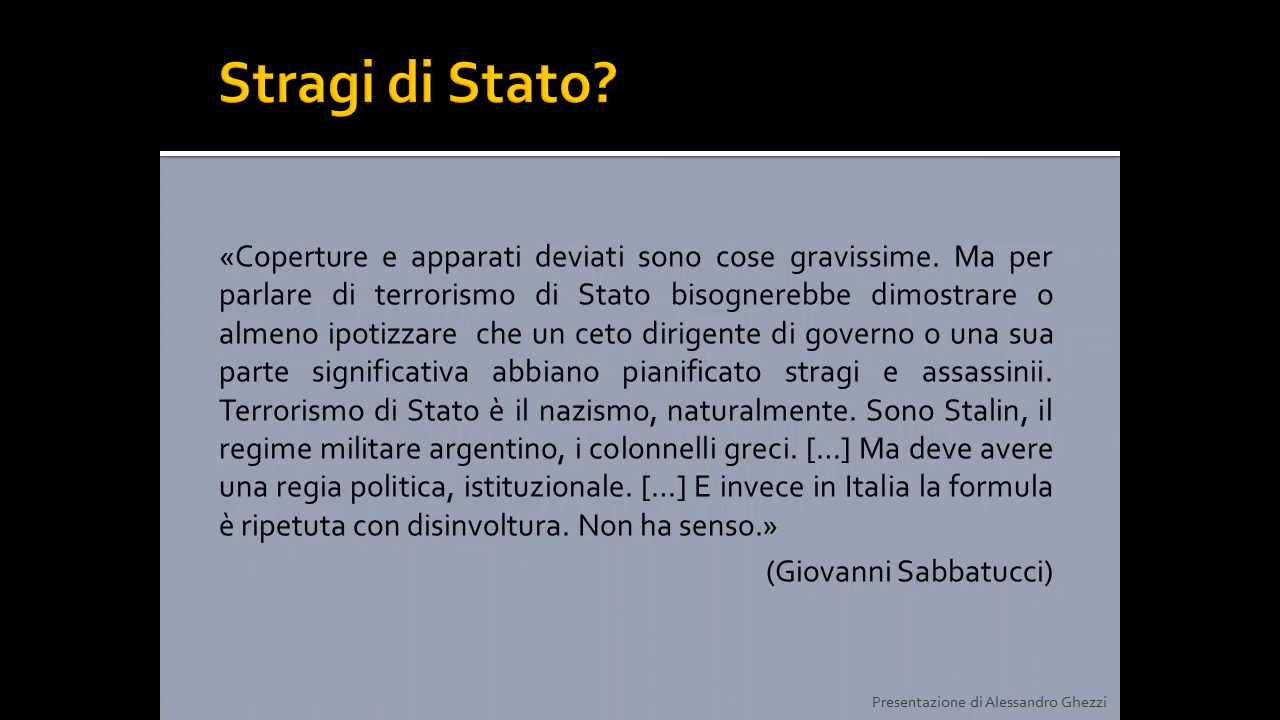 Stragi di Stato?
«Coperture e apparati deviati sono cose gravissime. Ma per
parlare di terrorismo di Stato bisognerebbe dimostrare o
almeno ipotizzare che un ceto dirigente di governo o una sua
parte significativa abbiano pianificato stragi e assassinii.
Terrorismo di Stato è il nazismo, naturalmente. Sono Stalin, il
regime militare argentino, i colonnelli greci. [...] Ma deve avere
una regia politica, istituzionale. [...] E invece in Italia la formula
è ripetuta con disinvoltura. Non ha senso.»
(Giovanni Sabbatucci)
Presentazione di Alessandro Ghezzi